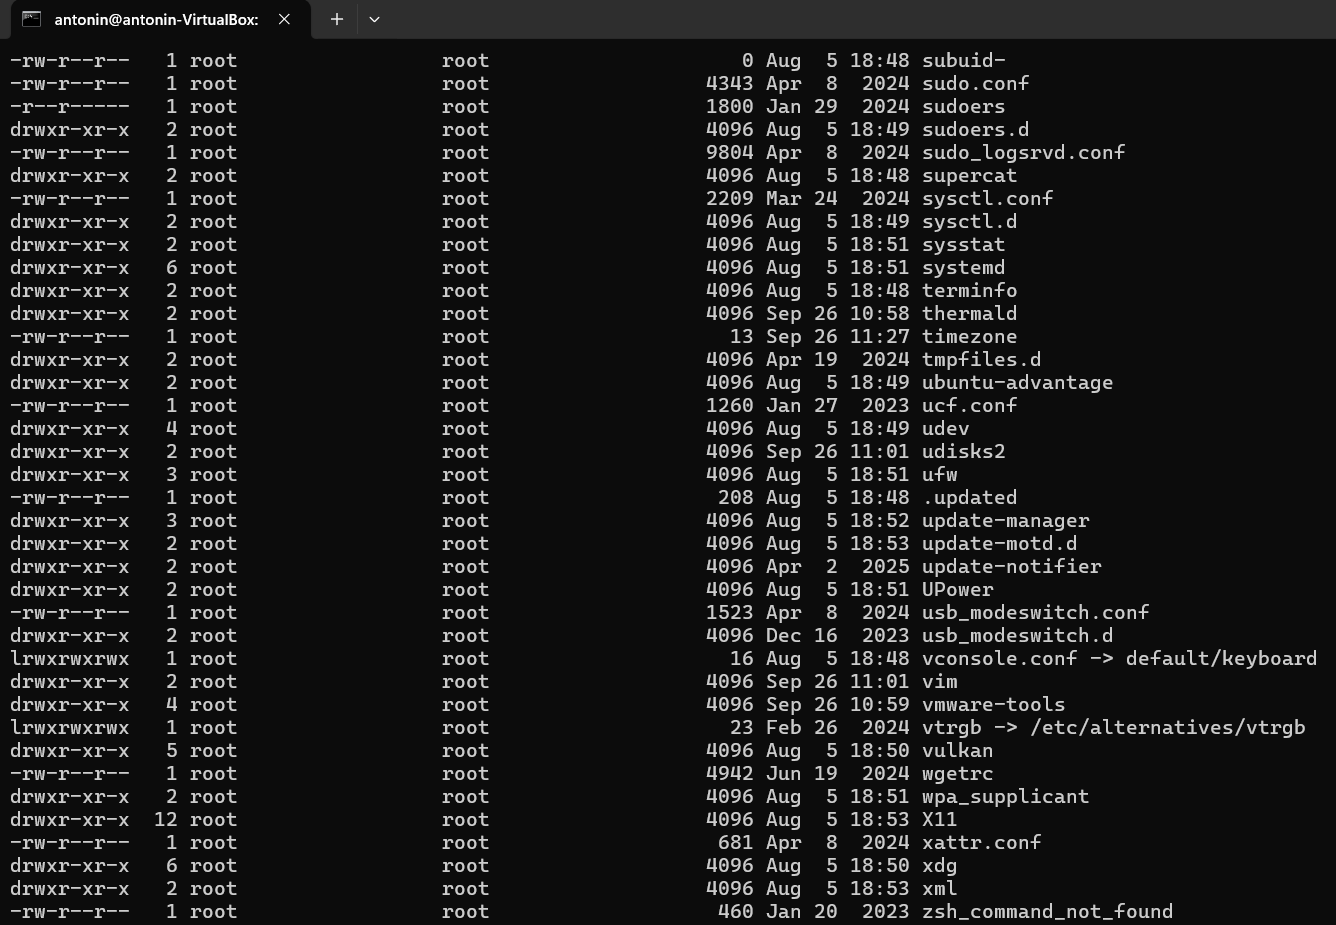 antonin@antonin-VirtualBox:
-rw-r--r--   1 root                 root                     0 Aug  5 18:48 subuid-
-rw-r--r--   1 root                 root                  4343 Apr  8  2024 sudo.conf
-r--r-----   1 root                 root                  1800 Jan 29  2024 sudoers
drwxr-xr-x   2 root                 root                  4096 Aug  5 18:49 sudoers.d
-rw-r--r--   1 root                 root                  9804 Apr  8  2024 sudo_logsrvd.conf
drwxr-xr-x   2 root                 root                  4096 Aug  5 18:48 supercat
-rw-r--r--   1 root                 root                  2209 Mar 24  2024 sysctl.conf
drwxr-xr-x   2 root                 root                  4096 Aug  5 18:49 sysctl.d
drwxr-xr-x   2 root                 root                  4096 Aug  5 18:51 sysstat
drwxr-xr-x   6 root                 root                  4096 Aug  5 18:51 systemd
drwxr-xr-x   2 root                 root                  4096 Aug  5 18:48 terminfo
drwxr-xr-x   2 root                 root                  4096 Sep 26 10:58 thermald
-rw-r--r--   1 root                 root                    13 Sep 26 11:27 timezone
drwxr-xr-x   2 root                 root                  4096 Apr 19  2024 tmpfiles.d
drwxr-xr-x   2 root                 root                  4096 Aug  5 18:49 ubuntu-advantage
-rw-r--r--   1 root                 root                  1260 Jan 27  2023 ucf.conf
drwxr-xr-x   4 root                 root                  4096 Aug  5 18:49 udev
drwxr-xr-x   2 root                 root                  4096 Sep 26 11:01 udisks2
drwxr-xr-x   3 root                 root                  4096 Aug  5 18:51 ufw
-rw-r--r--   1 root                 root                   208 Aug  5 18:48 .updated
drwxr-xr-x   3 root                 root                  4096 Aug  5 18:52 update-manager
drwxr-xr-x   2 root                 root                  4096 Aug  5 18:53 update-motd.d
drwxr-xr-x   2 root                 root                  4096 Apr  2  2025 update-notifier
drwxr-xr-x   2 root                 root                  4096 Aug  5 18:51 UPower
-rw-r--r--   1 root                 root                  1523 Apr  8  2024 usb_modeswitch.conf
drwxr-xr-x   2 root                 root                  4096 Dec 16  2023 usb_modeswitch.d
lrwxrwxrwx   1 root                 root                    16 Aug  5 18:48 vconsole.conf -> default/keyboard
drwxr-xr-x   2 root                 root                  4096 Sep 26 11:01 vim
drwxr-xr-x   4 root                 root                  4096 Sep 26 10:59 vmware-tools
lrwxrwxrwx   1 root                 root                    23 Feb 26  2024 vtrgb -> /etc/alternatives/vtrgb
drwxr-xr-x   5 root                 root                  4096 Aug  5 18:50 vulkan
-rw-r--r--   1 root                 root                  4942 Jun 19  2024 wgetrc
drwxr-xr-x   2 root                 root                  4096 Aug  5 18:51 wpa_supplicant
drwxr-xr-x  12 root                 root                  4096 Aug  5 18:53 X11
-rw-r--r--   1 root                 root                   681 Apr  8  2024 xattr.conf
drwxr-xr-x   6 root                 root                  4096 Aug  5 18:50 xdg
drwxr-xr-x   2 root                 root                  4096 Aug  5 18:53 xml
-rw-r--r--   1 root                 root                   460 Jan 20  2023 zsh_command_not_found